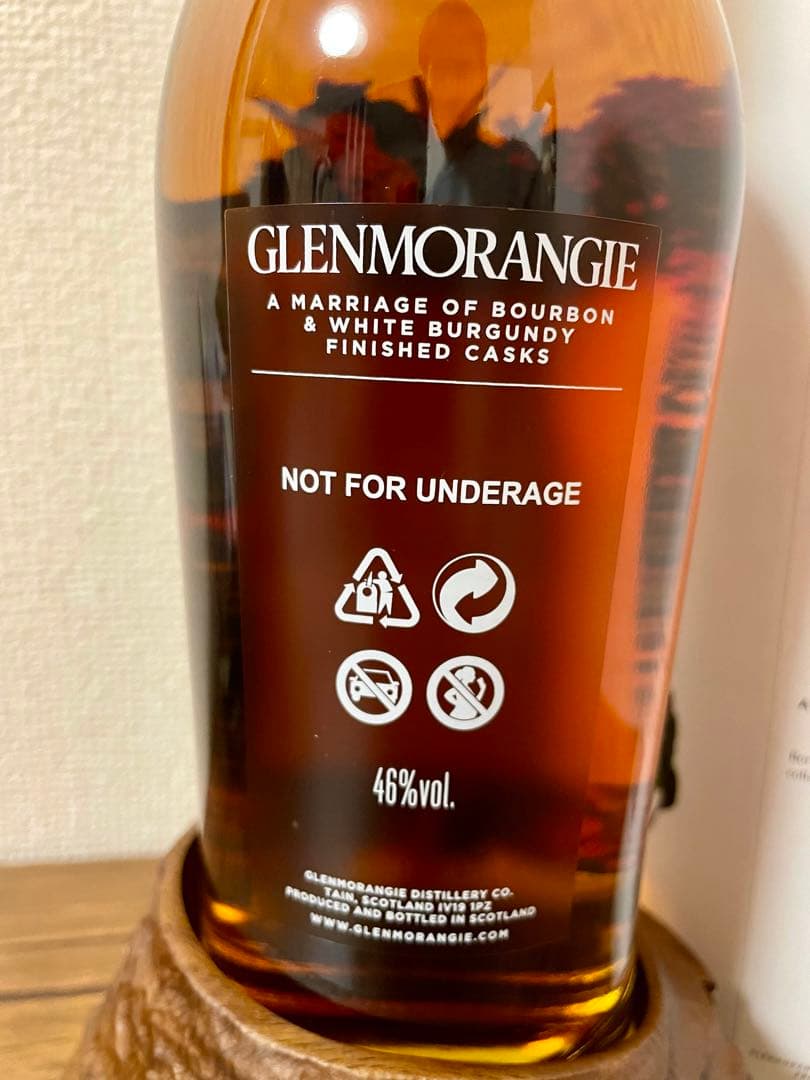 GLENMORANGIE
A MARRIAGE OF BOURBON
& WHITE BURGUNDY
FINISHED CASKS
NOT FOR UNDERAGE
46%vol.
GLENMORANGIE DISTILLERY CO.
TAIN, SCOTLAND IV19 1PZ
PRODUCED AND BOTTLED IN SCOTLAND
WWW.GLENMORANGIE.COM